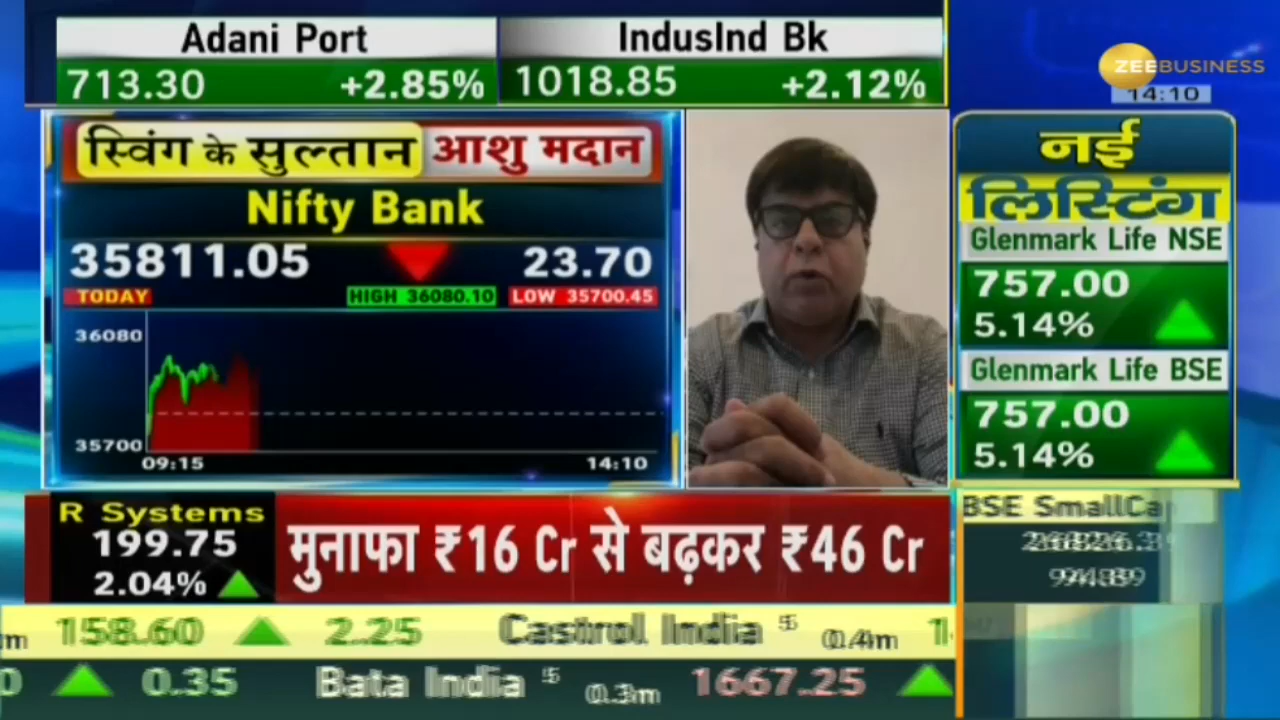 Adani Port
713.30 +2.85%
IndusInd Bk
1018.85 +2.12%
ZEEBUSINESS
14:10
स्विंग के सुल्तान आशु मदान
Nifty Bank
35811.05 23.70
TODAY HIGH 36080.10 LOW 35700.45
36080
35700
09:15 14:10
नई
लिस्टिंग
Glenmark Life NSE
757.00
5.14%
Glenmark Life BSE
757.00
5.14%
R Systems
199.75
2.04%
मुनाफा ₹16 Cr से बढ़कर ₹46 Cr
BSE SmallCa
158.60 2.25 Castrol India 0.4m
0.35 Bata India 0.3m 1667.25